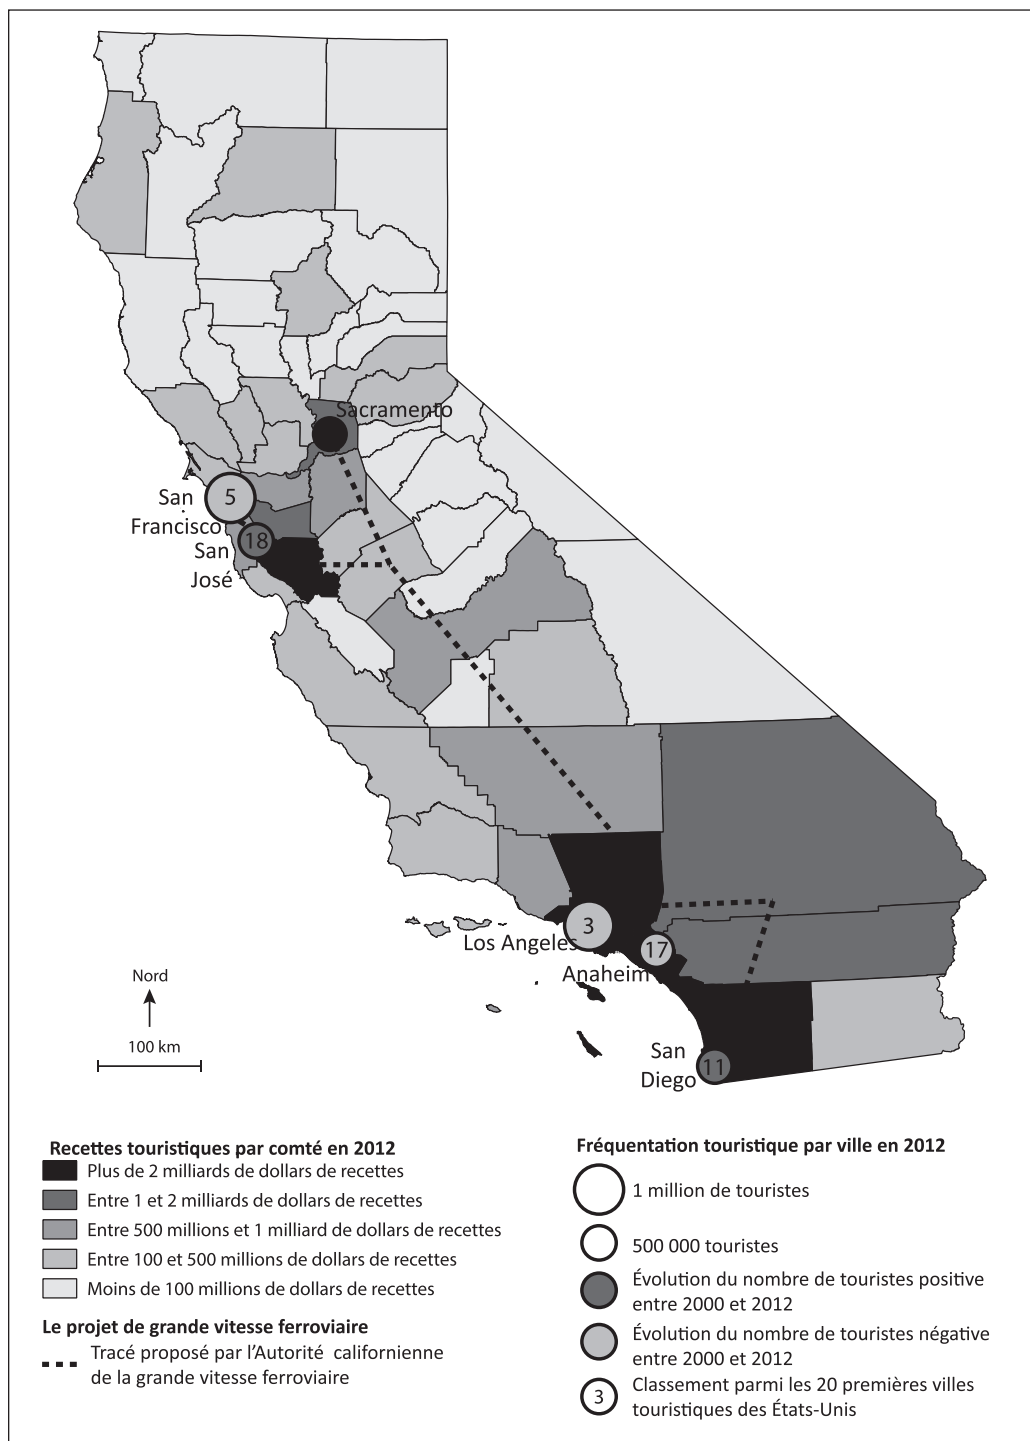 Sacramento
5
San
Francisco
18
San
José
3
Los Angeles
17
Anaheim
Nord
100 km
San
Diego
11
Recettes touristiques par comté en 2012
Plus de 2 milliards de dollars de recettes
Entre 1 et 2 milliards de dollars de recettes
Entre 500 millions et 1 milliard de dollars de recettes
Entre 100 et 500 millions de dollars de recettes
Moins de 100 millions de dollars de recettes
Le projet de grande vitesse ferroviaire
Tracé proposé par l'Autorité californienne
de la grande vitesse ferroviaire
Fréquentation touristique par ville en 2012
1 million de touristes
500 000 touristes
Évolution du nombre de touristes positive
entre 2000 et 2012
Évolution du nombre de touristes négative
entre 2000 et 2012
3
Classement parmi les 20 premières villes
touristiques des États-Unis